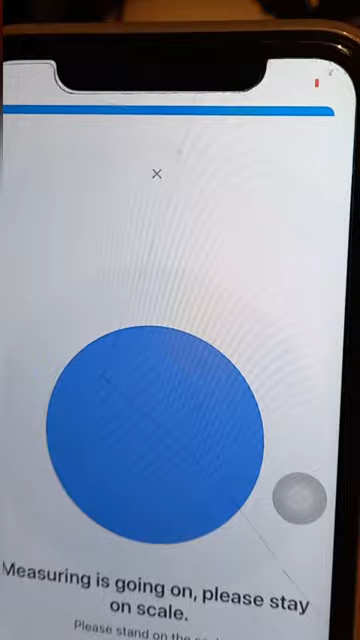 Measuring is going on, please stay
on scale.
Please stand on the